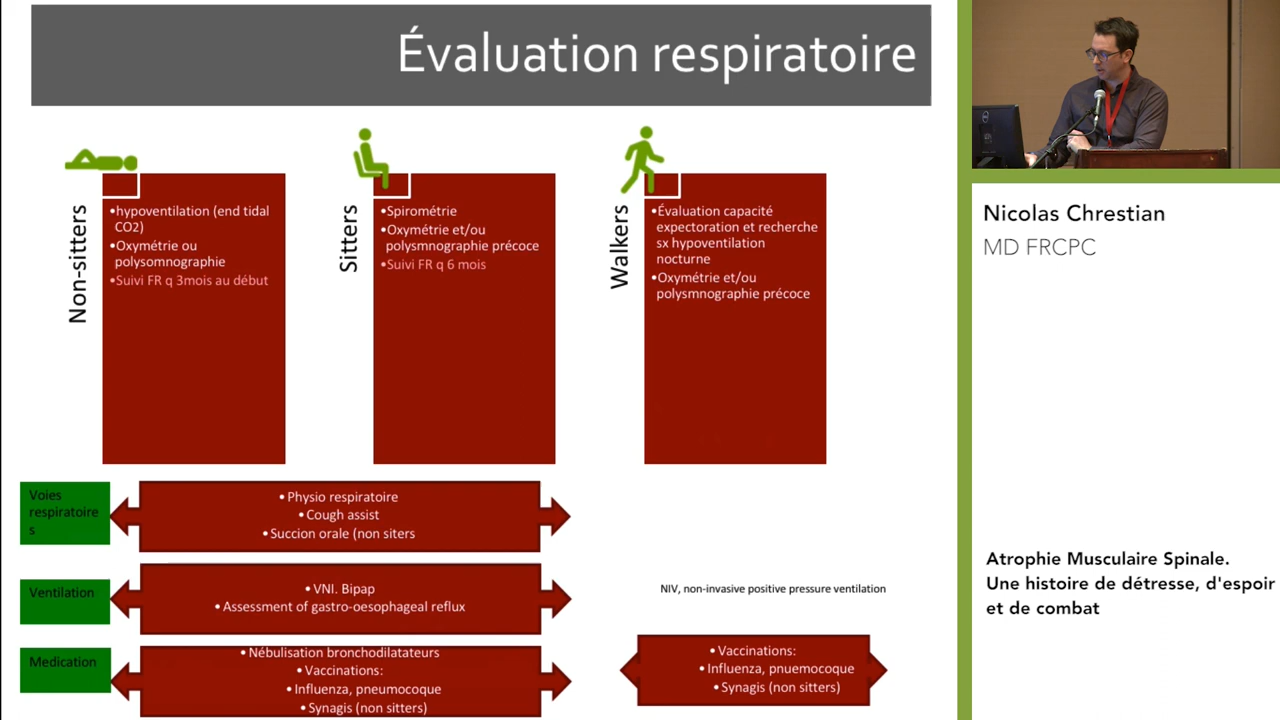 Évaluation respiratoire
Non-sitters
•hypoventilation (end tidal
CO2)
•Oxymétrie ou
polysomnographie
•Suivi FR q 3mois au début
Sitters
•Spirométrie
•Oxymétrie et/ou
polysmnographie précoce
•Suivi FR q 6 mois
Walkers
•Évaluation capacité
expectoration et recherche
sx hypoventilation
nocturne
•Oxymétrie et/ou
polysmnographie précoce
Voies
respiratoire
s
• Physio respiratoire
• Cough assist
• Succion orale (non siters
Ventilation
• VNI. Bipap
• Assessment of gastro-oesophageal reflux
NIV, non-invasive positive pressure ventilation
Medication
• Nébulisation bronchodilatateurs
• Vaccinations:
• Influenza, pneumocoque
• Synagis (non sitters)
• Vaccinations:
• Influenza, pnuemocoque
• Synagis (non sitters)
Nicolas Chrestian
MD FRCPC
Atrophie Musculaire Spinale.
Une histoire de détresse, d'espoir
et de combat